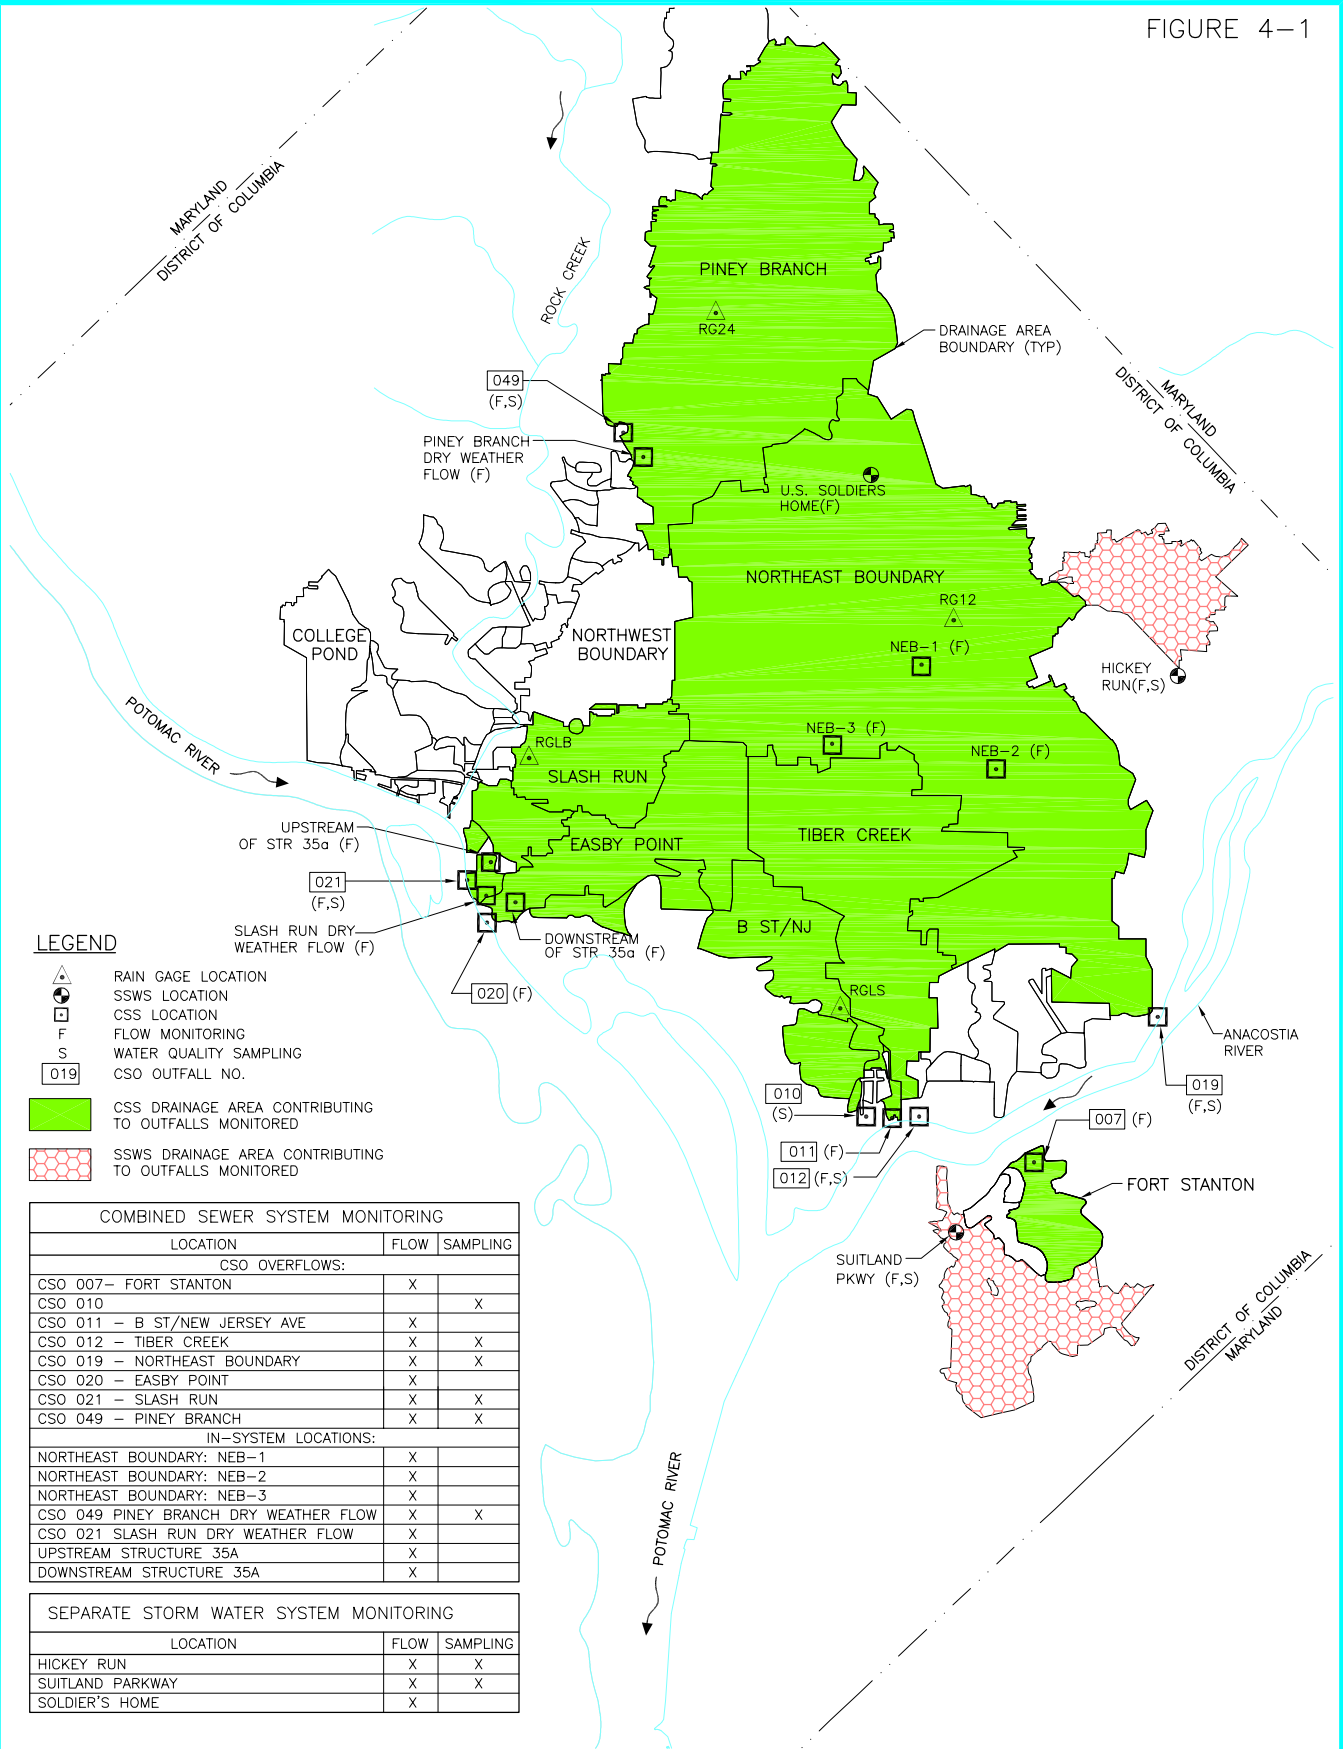 FIGURE 4-1
MARYLAND
DISTRICT OF COLUMBIA
ROCK CREEK
PINEY BRANCH
RG24
DRAINAGE AREA
BOUNDARY (TYP)
MARYLAND
DISTRICT OF COLUMBIA
049
(F,S)
PINEY BRANCH
DRY WEATHER
FLOW (F)
U.S. SOLDIERS
HOME(F)
NORTHEAST BOUNDARY
RG12
NEB-1 (F)
HICKEY
RUN(F,S)
COLLEGE
POND
NORTHWEST
BOUNDARY
POTOMAC RIVER
RGLB
SLASH RUN
NEB-3 (F)
NEB-2 (F)
UPSTREAM
OF STR 35a (F)
EASBY POINT
TIBER CREEK
021
(F,S)
SLASH RUN DRY
WEATHER FLOW (F)
DOWNSTREAM
OF STR 35a (F)
B ST/NJ
020 (F)
RGLS
ANACOSTIA
RIVER
019
(F,S)
010
(S)
011 (F)
012 (F,S)
007 (F)
FORT STANTON
SUITLAND
PKWY (F,S)
DISTRICT OF COLUMBIA
MARYLAND
POTOMAC RIVER
LEGEND
RAIN GAGE LOCATION
SSWS LOCATION
CSS LOCATION
F FLOW MONITORING
S WATER QUALITY SAMPLING
019 CSO OUTFALL NO.
CSS DRAINAGE AREA CONTRIBUTING
TO OUTFALLS MONITORED
SSWS DRAINAGE AREA CONTRIBUTING
TO OUTFALLS MONITORED
COMBINED SEWER SYSTEM MONITORING
LOCATION FLOW SAMPLING
CSO OVERFLOWS:
CSO 007- FORT STANTON X
CSO 010 X
CSO 011 - B ST/NEW JERSEY AVE X
CSO 012 - TIBER CREEK X X
CSO 019 - NORTHEAST BOUNDARY X X
CSO 020 - EASBY POINT X
CSO 021 - SLASH RUN X X
CSO 049 - PINEY BRANCH X X
IN-SYSTEM LOCATIONS:
NORTHEAST BOUNDARY: NEB-1 X
NORTHEAST BOUNDARY: NEB-2 X
NORTHEAST BOUNDARY: NEB-3 X
CSO 049 PINEY BRANCH DRY WEATHER FLOW X X
CSO 021 SLASH RUN DRY WEATHER FLOW X
UPSTREAM STRUCTURE 35A X
DOWNSTREAM STRUCTURE 35A X
SEPARATE STORM WATER SYSTEM MONITORING
LOCATION FLOW SAMPLING
HICKEY RUN X X
SUITLAND PARKWAY X X
SOLDIER'S HOME X